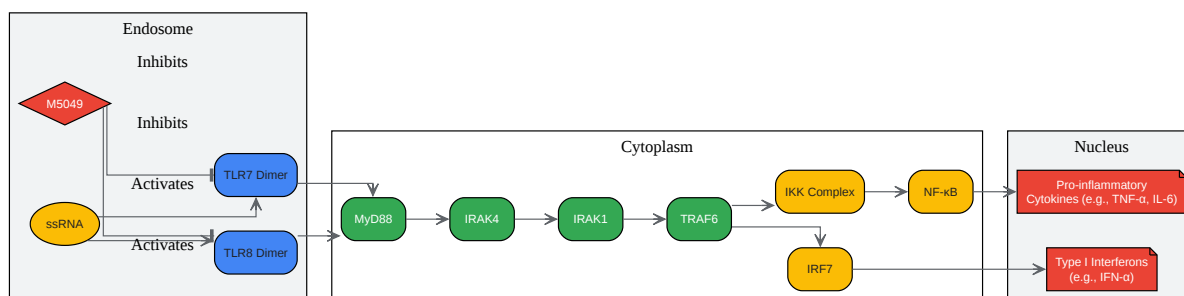 Endosome
Inhibits
M5049
Inhibits
TLR7 Dimer
Activates
ssRNA
Activates
TLR8 Dimer
Cytoplasm
MyD88
IRAK4
IRAK1
TRAF6
IKK Complex
NF-κB
IRF7
Nucleus
Pro-inflammatory
Cytokines (e.g., TNF-α, IL-6)
Type I Interferons
(e.g., IFN-α)